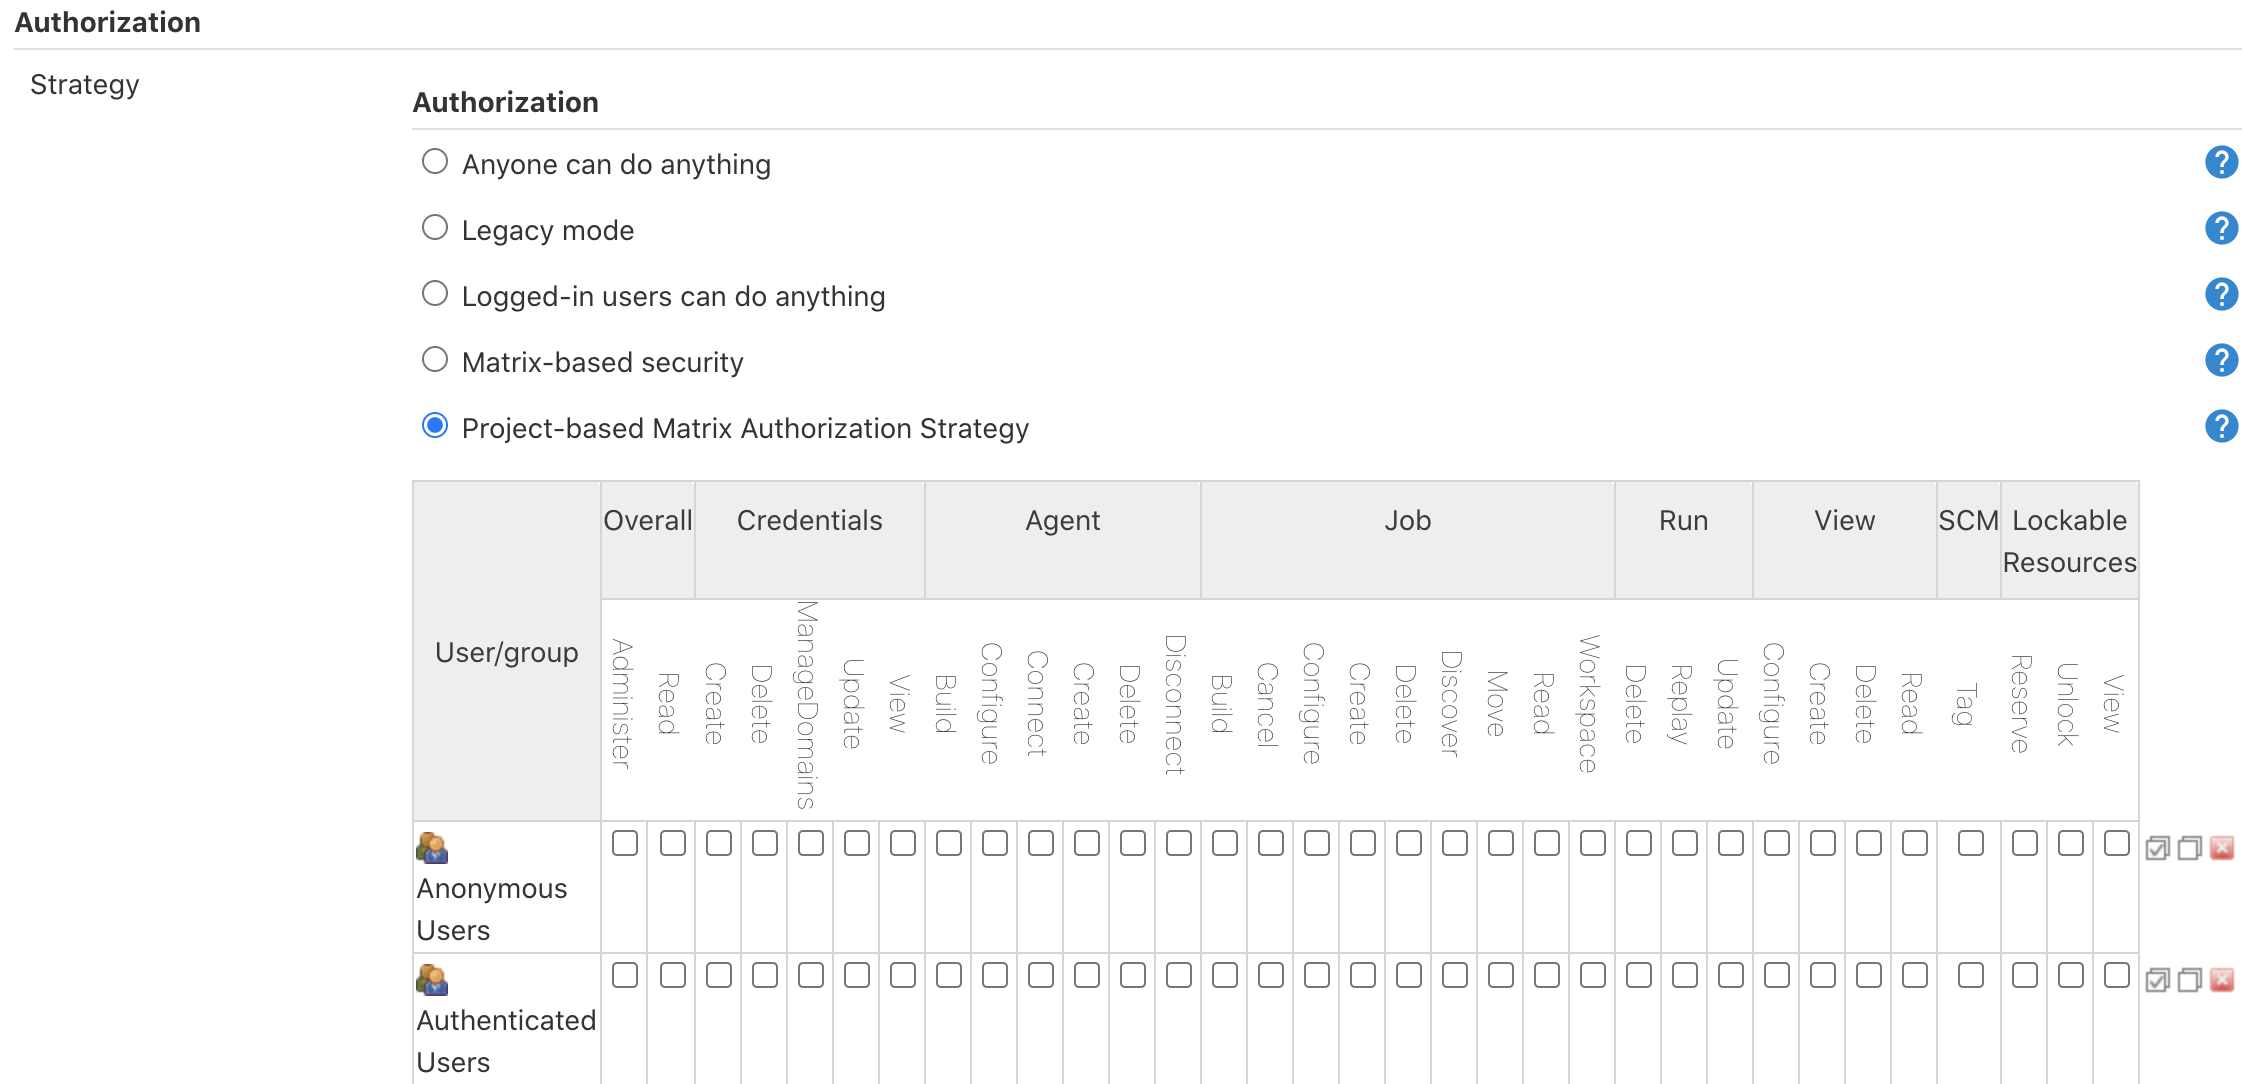 Authorization
Strategy
Authorization
Anyone can do anything
?
Legacy mode
?
Logged-in users can do anything
?
Matrix-based security
?
Project-based Matrix Authorization Strategy
?
User/group
Overall
Credentials
Agent
Job
Run
View
SCM
Lockable
Resources
Administer
Read
Create
Delete
ManageDomains
Update
View
Build
Configure
Connect
Create
Delete
Disconnect
Build
Cancel
Configure
Create
Delete
Discover
Move
Read
Workspace
Delete
Replay
Update
Configure
Create
Delete
Read
Tag
Reserve
Unlock
View
Anonymous
Users
Authenticated
Users